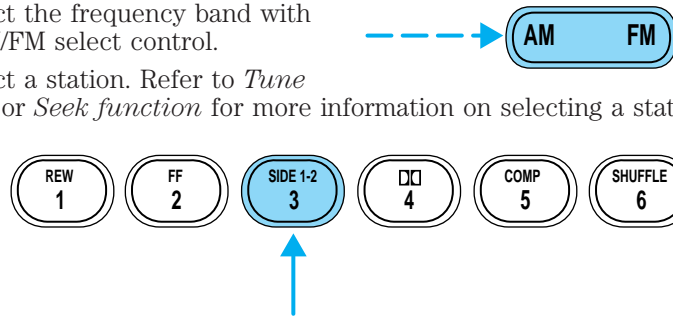 ct the frequency band with
/FM select control.
AM FM
ct a station. Refer to Tune
or Seek function for more information on selecting a stat
REW FF SIDE 1-2 COMP SHUFFLE
1 2 3 4 5 6